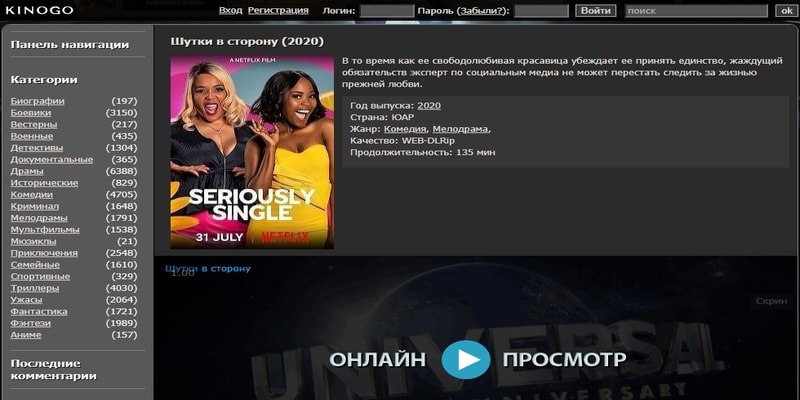 KINOGO
Вход Регистрация Логин: Пароль (Забыли?): Войти поиск ok
Панель навигации
Категории
Биографии (197)
Боевики (3150)
Вестерны (217)
Военные (435)
Детективы (1304)
Документальные (365)
Драмы (6388)
Исторические (829)
Комедии (4705)
Криминал (1648)
Мелодрамы (1791)
Мультфильмы (1538)
Мюзиклы (21)
Приключения (2548)
Семейные (1610)
Спортивные (329)
Триллеры (4030)
Ужасы (2064)
Фантастика (1721)
Фэнтези (1989)
Аниме (157)
Последние
комментарии
Шутки в сторону (2020)
A NETFLIX FILM
SERIOUSLY
SINGLE
31 JULY | NETFLIX
В то время как ее свободолюбивая красавица убеждает ее принять единство, жаждущий
обязательств эксперт по социальным медиа не может перестать следить за жизнью
прежней любви.
Год выпуска: 2020
Страна: ЮАР
Жанр: Комедия, Мелодрама,
Качество: WEB-DLRip
Продолжительность: 135 мин
Шутки в сторону
1.00
Скрин
UNIVERSAL
ОНЛАЙН ПРОСМОТР
ANNIVERSARY